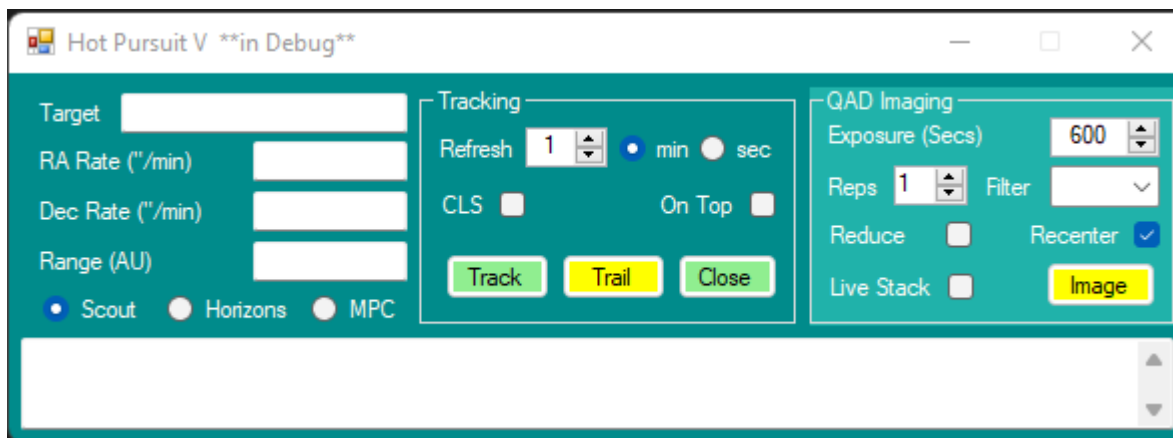 Hot Pursuit V  **in Debug**
Target
RA Rate ("/min)
Dec Rate ("/min)
Range (AU)
Scout Horizons MPC
Tracking
Refresh 1 min sec
CLS On Top
Track Trail Close
QAD Imaging
Exposure (Secs) 600
Reps 1 Filter
Reduce Recenter
Live Stack Image